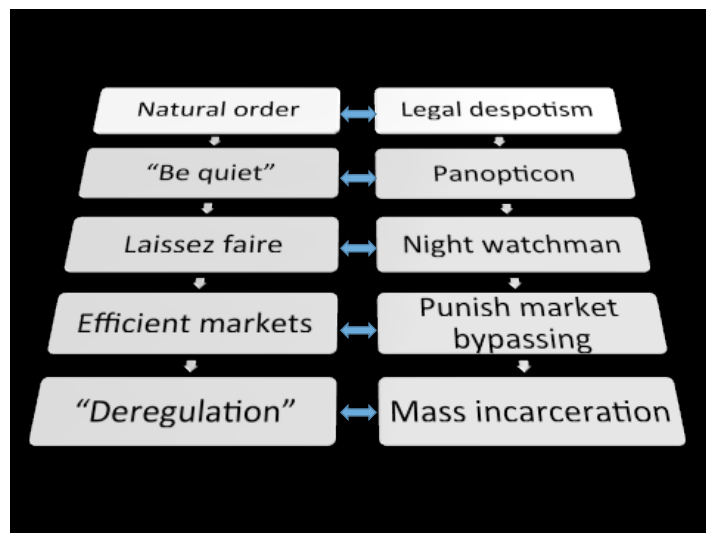 Natural order
Legal despotism
“Be quiet”
Panopticon
Laissez faire
Night watchman
Efficient markets
Punish market
bypassing
“Deregulation”
Mass incarceration